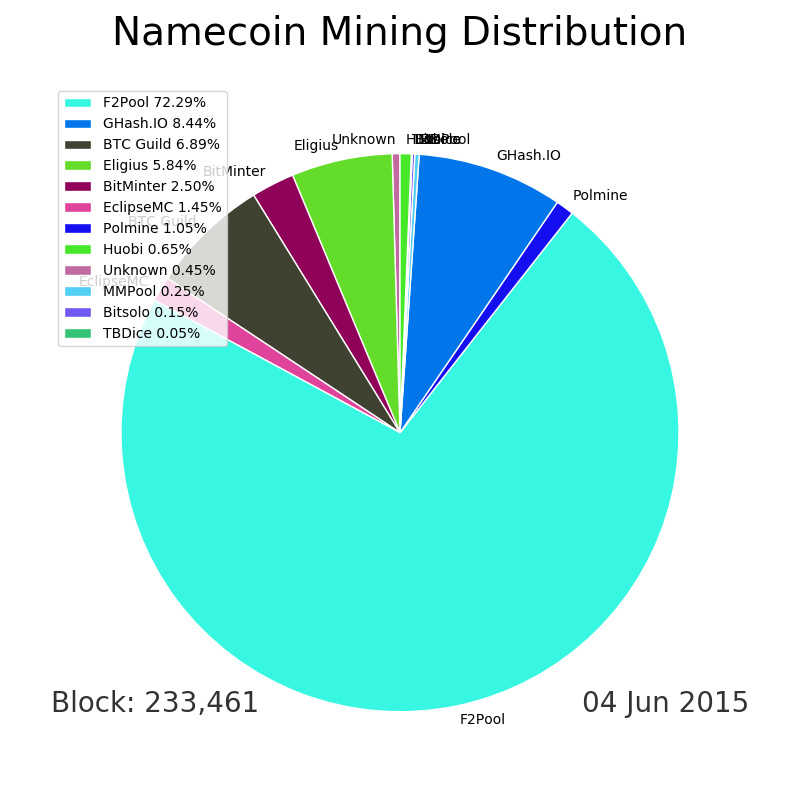 Namecoin Mining Distribution
F2Pool 72.29%
GHash.IO 8.44%
BTC Guild 6.89%
Eligius 5.84%
BitMinter 2.50%
EclipseMC 1.45%
Polmine 1.05%
Huobi 0.65%
Unknown 0.45%
MMPool 0.25%
Bitsolo 0.15%
TBDice 0.05%
Unknown
Eligius
BitMinter
BTC Guild
EclipseMC
GHash.IO
Polmine
F2Pool
Block: 233,461
04 Jun 2015